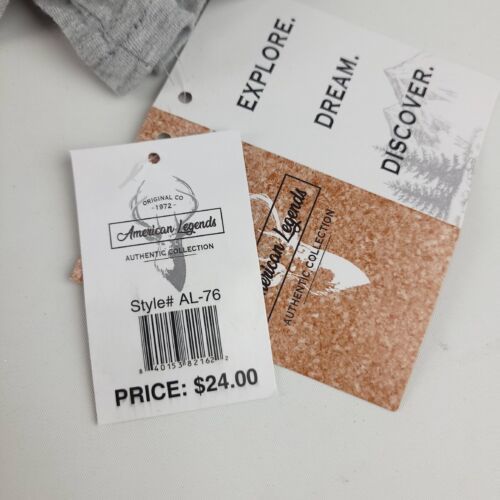 EXPLORE.
DREAM.
DISCOVER.
ORIGINAL CO
- 1972 -
American Legends
AUTHENTIC COLLECTION
Style# AL-76
8 40153 82162 2
PRICE: $24.00
American Legends
AUTHENTIC COLLECTION